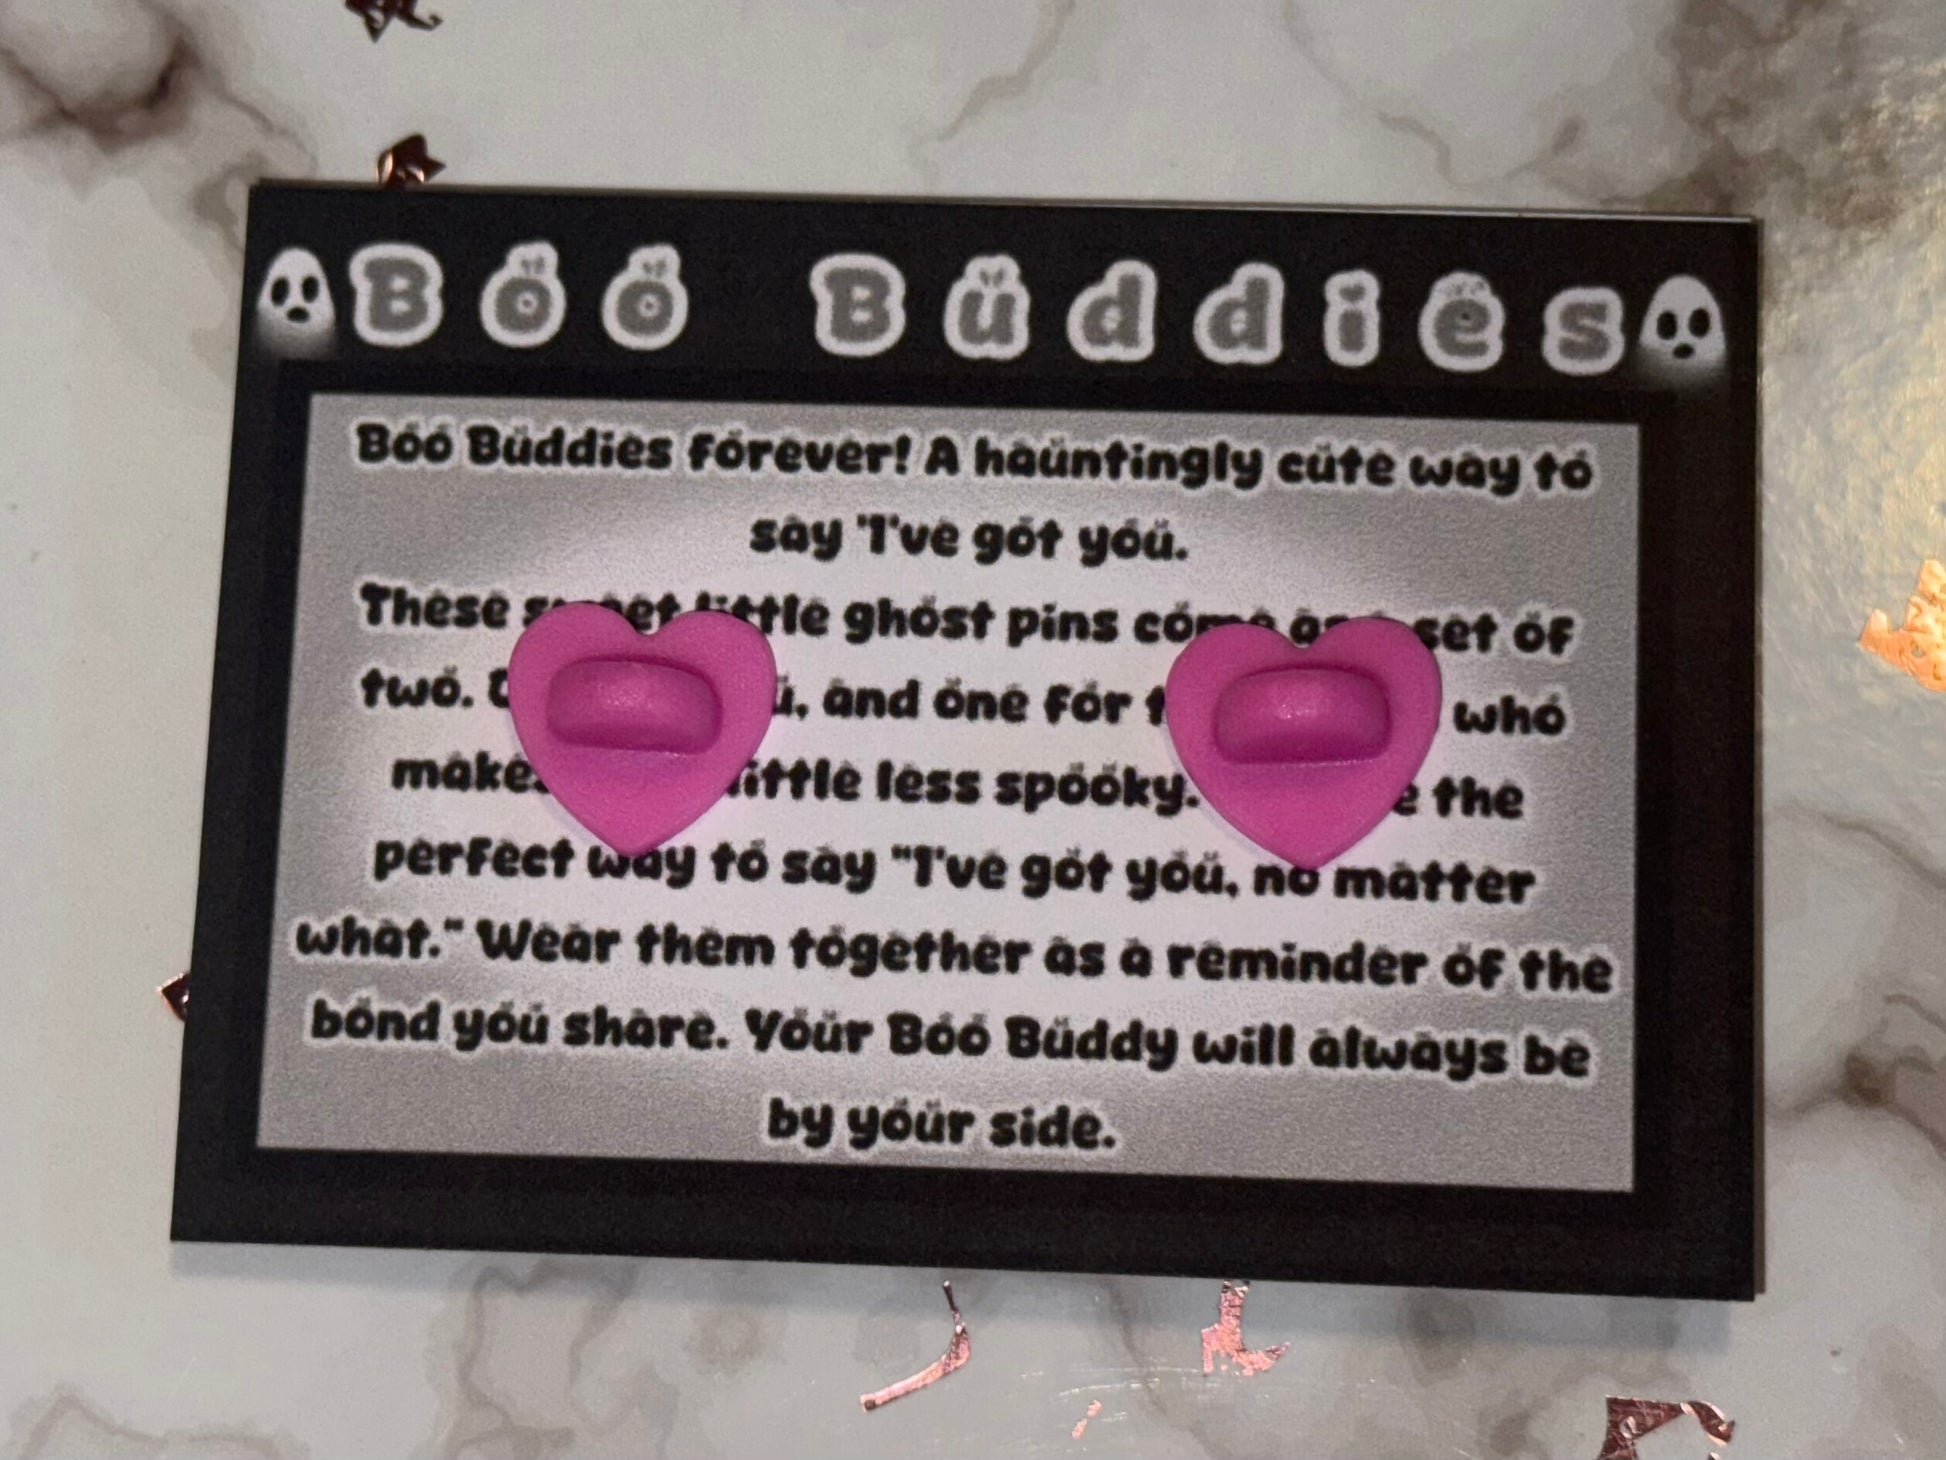 Boo Buddies
Boo Buddies forever! A hauntingly cute way to
say 'I've got you.
These little ghost pins come as set of
two. and one for who
makes little less spooky. the
perfect way to say "I've got you, no matter
what." Wear them together as a reminder of the
bond you share. Your Boo Buddy will always be
by your side.